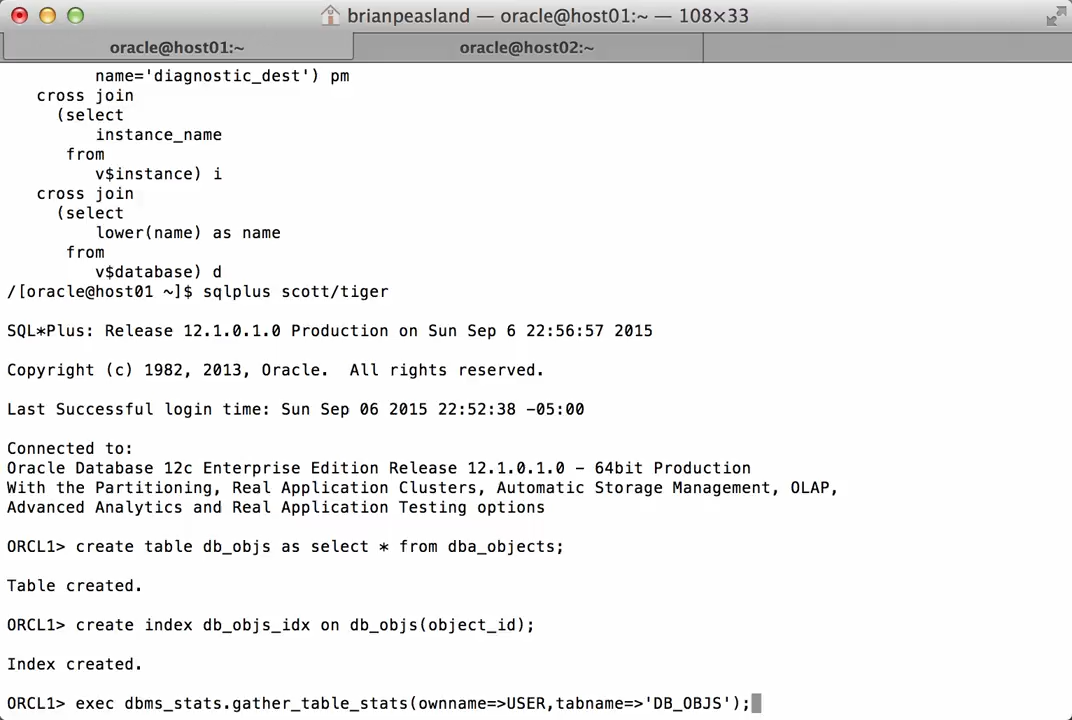 brianpeasland — oracle@host01:~ — 108×33
oracle@host01:~ oracle@host02:~
name='diagnostic_dest') pm
cross join
(select
instance_name
from
v$instance) i
cross join
(select
lower(name) as name
from
v$database) d
/[oracle@host01 ~]$ sqlplus scott/tiger
SQL*Plus: Release 12.1.0.1.0 Production on Sun Sep 6 22:56:57 2015
Copyright (c) 1982, 2013, Oracle.  All rights reserved.
Last Successful login time: Sun Sep 06 2015 22:52:38 -05:00
Connected to:
Oracle Database 12c Enterprise Edition Release 12.1.0.1.0 - 64bit Production
With the Partitioning, Real Application Clusters, Automatic Storage Management, OLAP,
Advanced Analytics and Real Application Testing options
ORCL1> create table db_objs as select * from dba_objects;
Table created.
ORCL1> create index db_objs_idx on db_objs(object_id);
Index created.
ORCL1> exec dbms_stats.gather_table_stats(ownname=>USER,tabname=>'DB_OBJS');